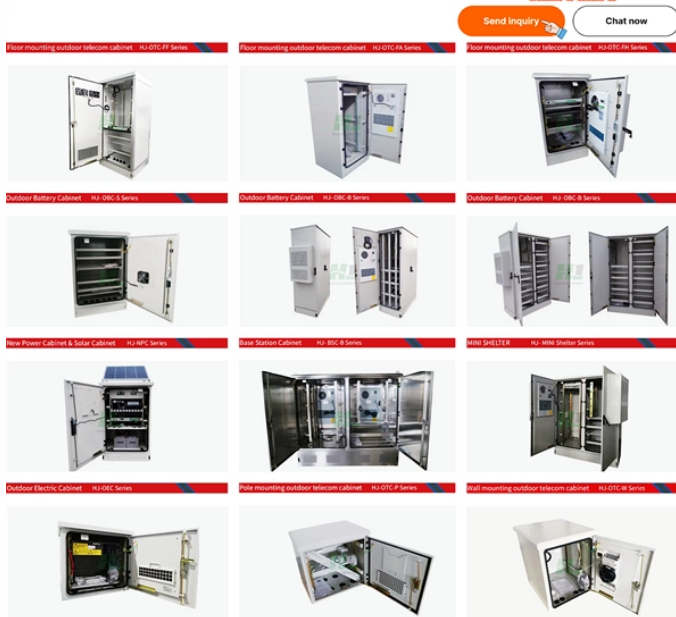 Send inquiry
Chat now
Floor mounting outdoor telecom cabinet HJ-OTC-FF Series
Floor mounting outdoor telecom cabinet HJ-OTC-FA Series
Floor mounting outdoor telecom cabinet HJ-OTC-FH Series
Outdoor Battery Cabinet HJ- OBC-S Series
Outdoor Battery Cabinet HJ- OBC-B Series
Outdoor Battery Cabinet HJ- OBC-B Series
HJ
HJ
New Power Cabinet & Solar Cabinet HJ-NPC Series
Base Station Cabinet HJ- BSC-B Series
MINI SHELTER HJ- MINI Shelter Series
Outdoor Electric Cabinet HJ-OEC Series
Pole mounting outdoor telecom cabinet HJ-OTC-P Series
Wall mounting outdoor telecom cabinet HJ-OTC-W Series